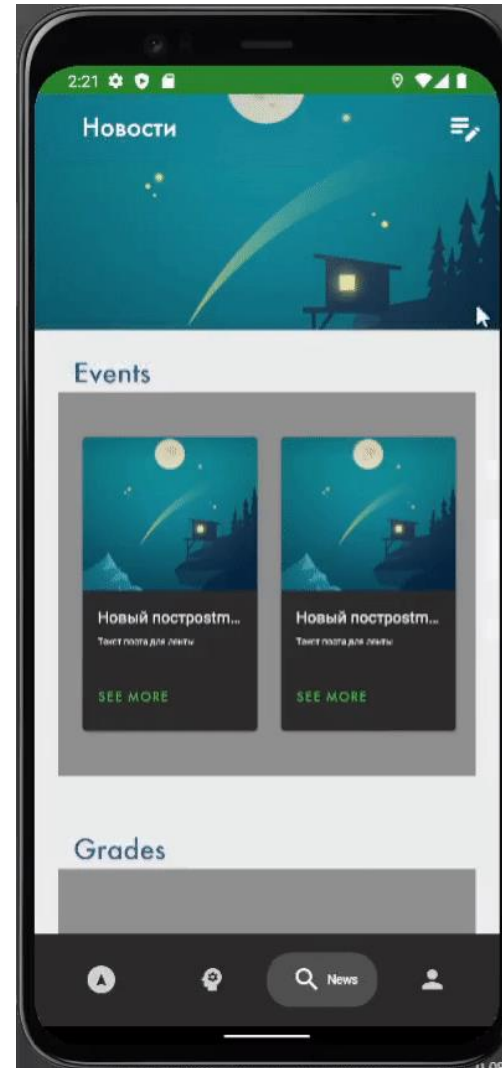 2:21
Новости
Events
Новый постpostm...
Новый постpostm...
Текст поста для ленты
Текст поста для ленты
SEE MORE
SEE MORE
Grades
News